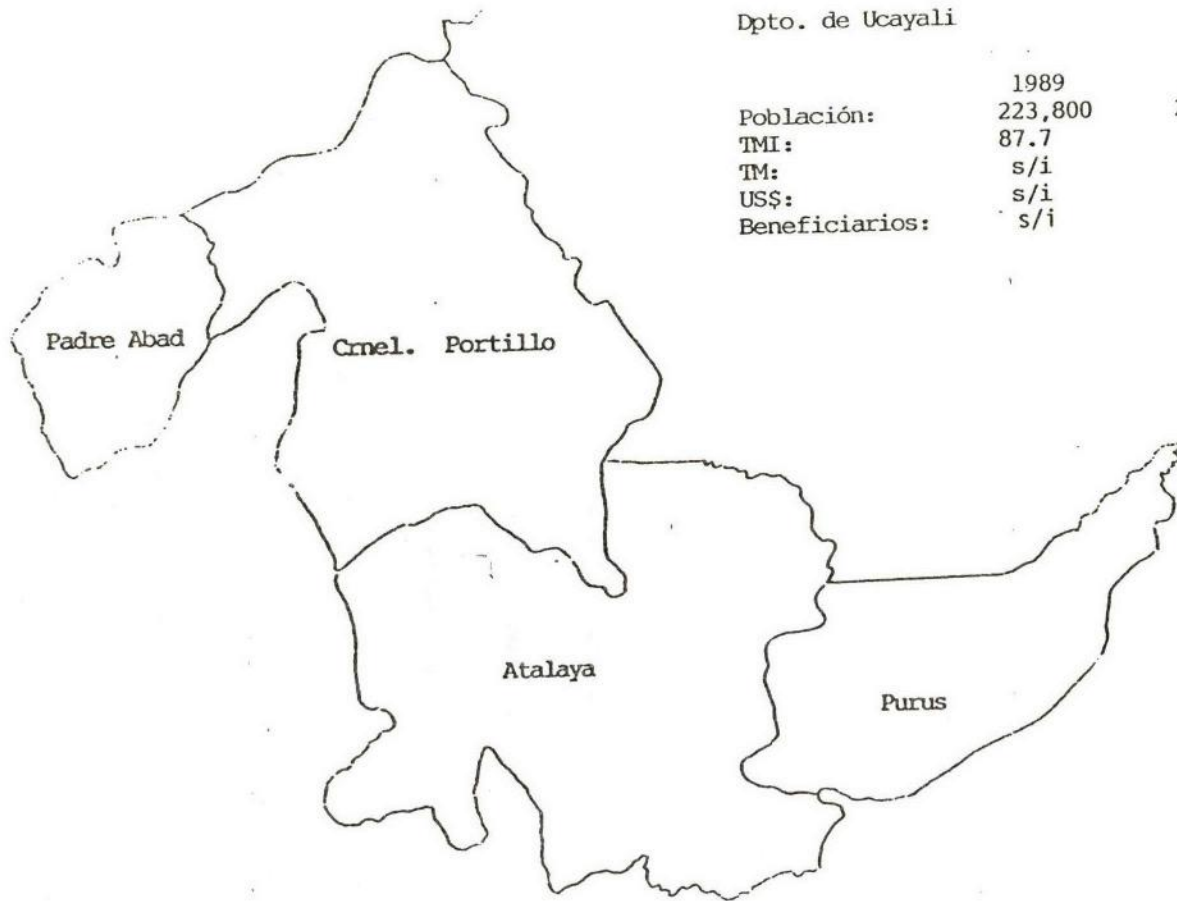 Dpto. de Ucayali
1989
Población: 223,800
TMI: 87.7
TM: s/i
US$: s/i
Beneficiarios: s/i
Padre Abad
Crnel. Portillo
Atalaya
Purus